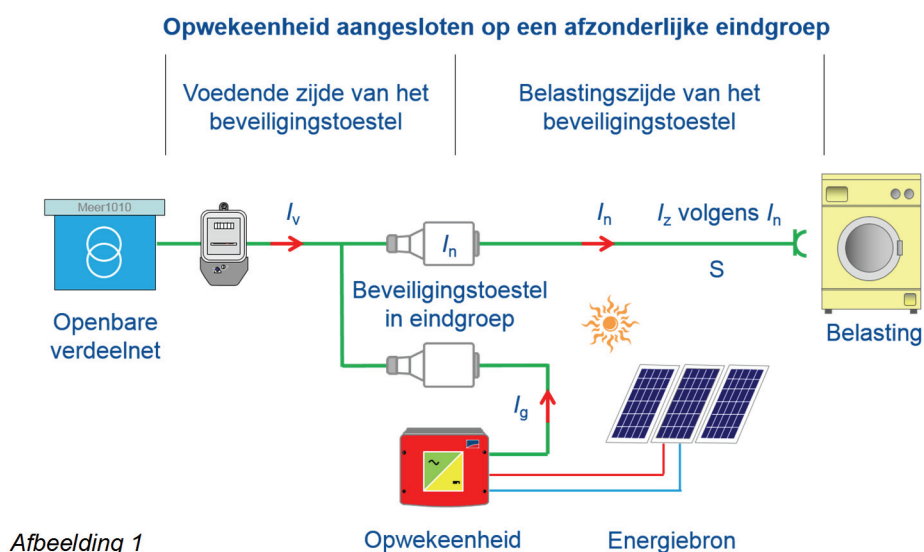 Opwekeenheid aangesloten op een afzonderlijke eindgroep
Voedende zijde van het
beveiligingstoestel
Belastingszijde van het
beveiligingstoestel
Meer1010
Iv
In
In
Iz volgens In
S
Openbare
verdeelnet
Beveiligingstoestel
in eindgroep
Belasting
Ig
Opwekeenheid
Energiebron
Afbeelding 1